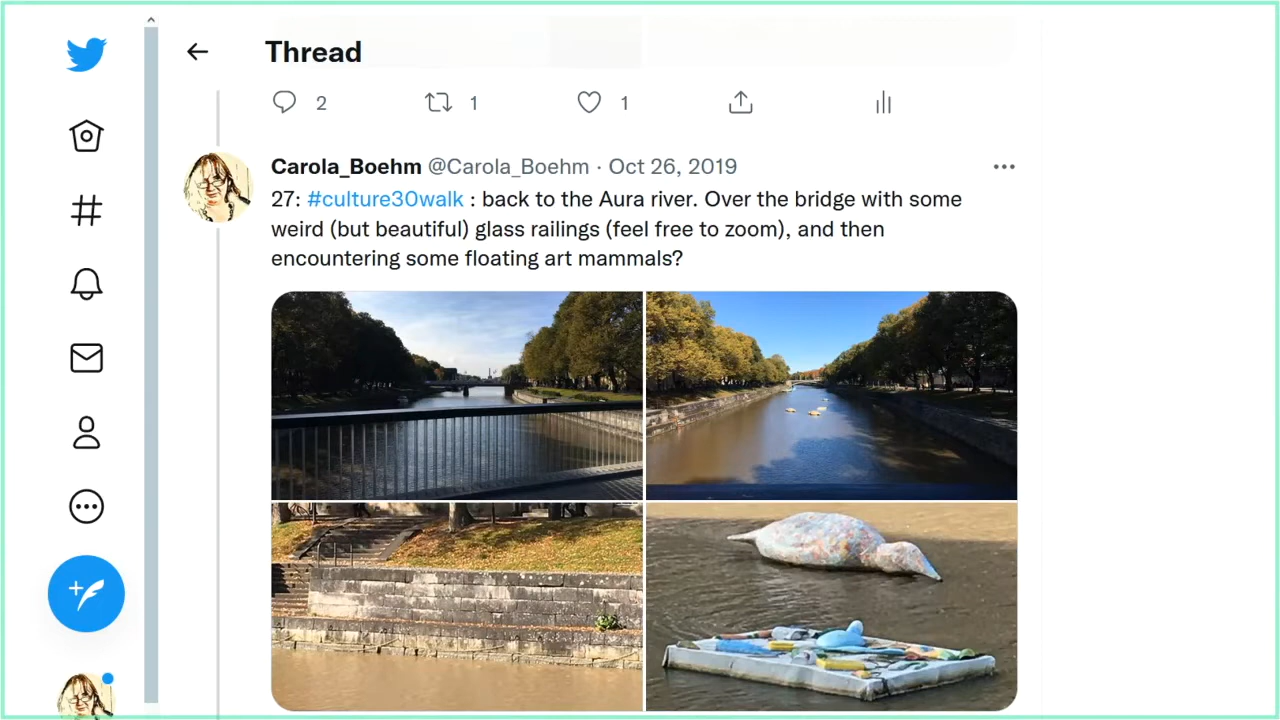 Thread
2 1 1
Carola_Boehm @Carola_Boehm · Oct 26, 2019
27: #culture30walk : back to the Aura river. Over the bridge with some
weird (but beautiful) glass railings (feel free to zoom), and then
encountering some floating art mammals?